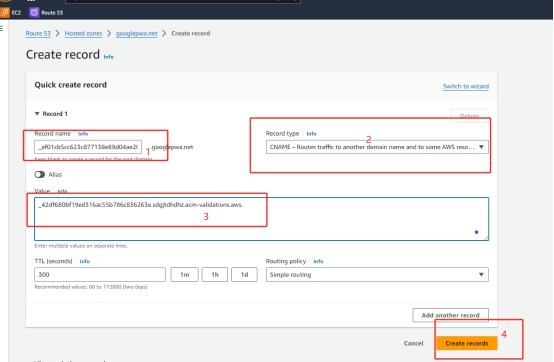 EC2 Route 53
Route 53 > Hosted zones > googlepwa.net > Create record
Create record Info
Quick create record
Switch to wizard
▼ Record 1
Delete
Record name Info
Record type Info
2
_af01cb5cc623c877138e89d04ae2
1
.googlepwa.net
CNAME – Routes traffic to another domain name and to some AWS reso...
Keep blank to create a record for the root domain.
Alias
Value Info
_42df680bf19ed316ac55b786c836263e.sdgjtdhdhz.acm-validations.aws.
3
Enter multiple values on separate lines.
TTL (seconds) Info
Routing policy Info
300
1m
1h
1d
Simple routing
Recommended values: 60 to 172800 (two days)
Add another record
4
Cancel
Create records